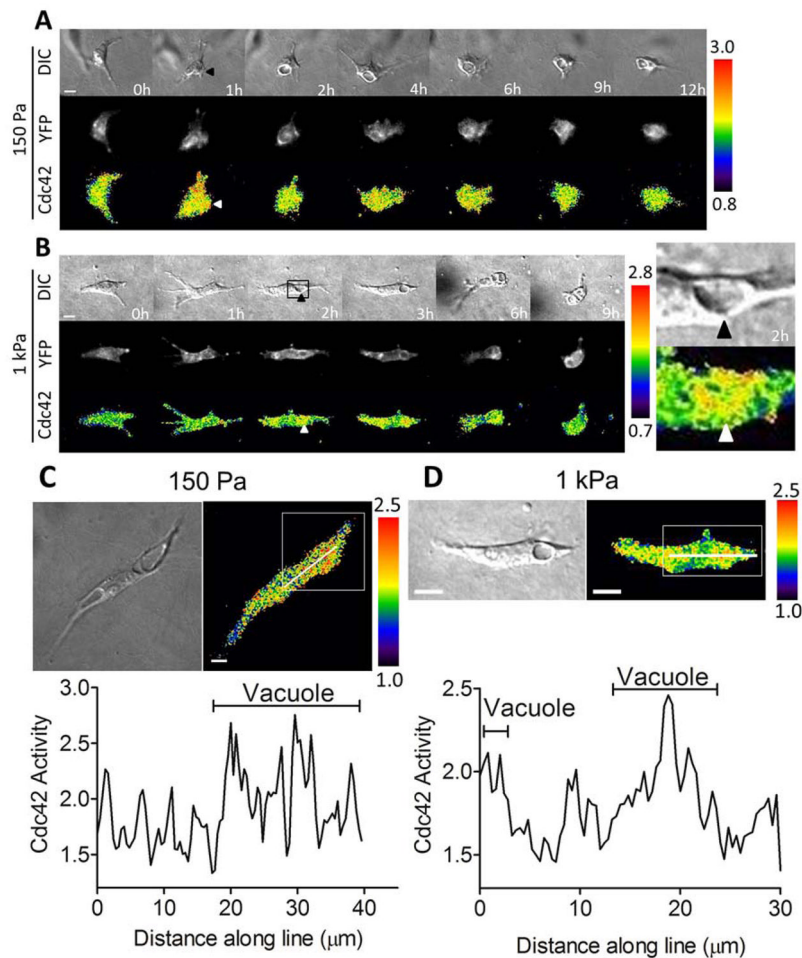 A
150 Pa
DIC
0h 1h 2h 4h 6h 9h 12h
YFP
Cdc42
3.0
0.8
B
1 kPa
DIC
0h 1h 2h 3h 6h 9h
YFP
Cdc42
2.8
0.7
2h
C 150 Pa
2.5
1.0
D 1 kPa
2.5
1.0
Vacuole
Cdc42 Activity
3.0
2.5
2.0
1.5
0 10 20 30 40
Distance along line (μm)
Vacuole
Vacuole
Cdc42 Activity
2.5
2.0
1.5
0 10 20 30
Distance along line (μm)